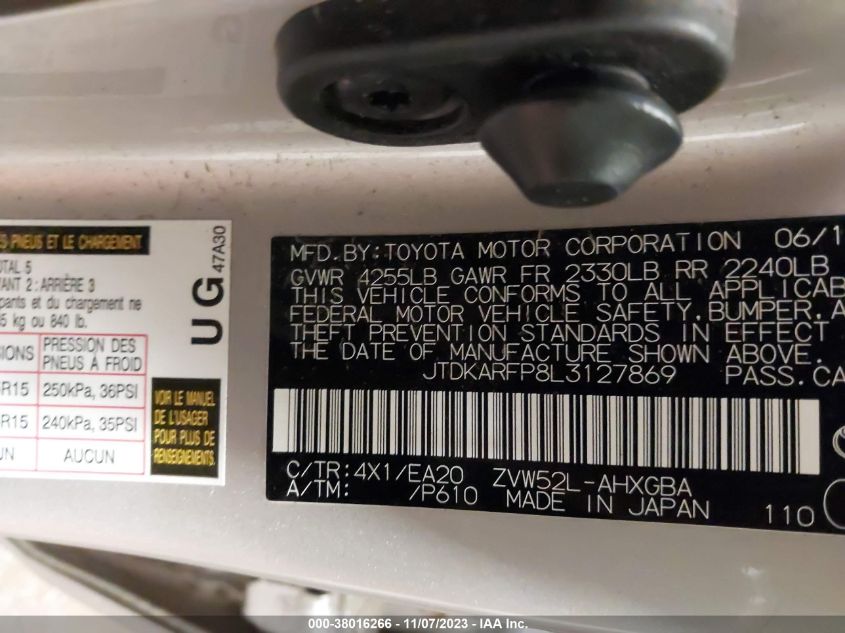 ES PNEUS ET LE CHARGEMENT
OTAL 5
TANT 2 : ARRIÈRE 3
pants et du chargement ne
5 kg ou 840 lb.
SIONS PRESSION DES PNEUS À FROID
R15 250kPa, 36PSI
R15 240kPa, 35PSI
UN AUCUN
VOIR LE MANUEL
DE L'USAGER
POUR PLUS DE
RENSEIGNEMENTS.
UG 47A30
MFD. BY: TOYOTA MOTOR CORPORATION 06/1
GVWR 4255LB GAWR FR 2330LB RR 2240LB
THIS VEHICLE CONFORMS TO ALL APPLICAB
FEDERAL MOTOR VEHICLE SAFETY, BUMPER, A
THEFT PREVENTION STANDARDS IN EFFECT
THE DATE OF MANUFACTURE SHOWN ABOVE.
JTDKARFP8L3127869 PASS. CA
C/TR: 4X1/EA20 ZVW52L-AHXGBA
A/TM: /P610 MADE IN JAPAN 110
000-38016266 - 11/07/2023 - IAAI.com.